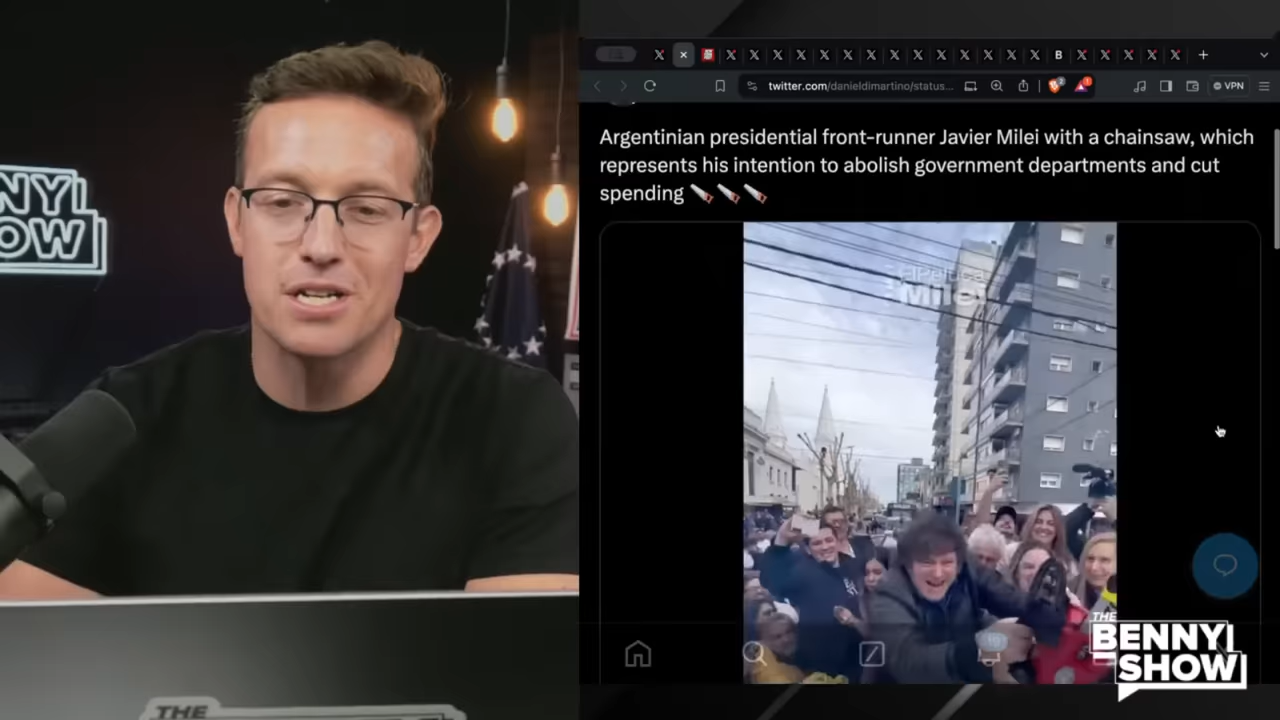 NY
OW
twitter.com/danieldimartino/status...
VPN
Argentinian presidential front-runner Javier Milei with a chainsaw, which
represents his intention to abolish government departments and cut
spending
ElPeluca
Milei
THE
BENNY
SHOW
THE